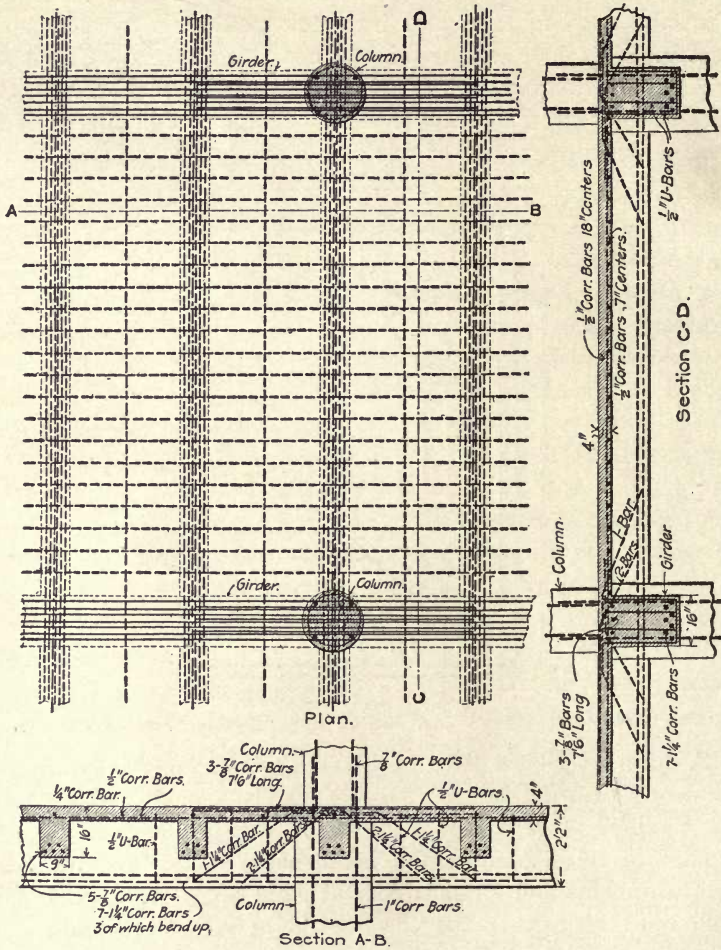 D
Girder.
Column.
A
B
Girder.
Column.
C
Plan.
½" U-Bars
½" Corr. Bars 18" Centers
½" Corr. Bars, 7" Centers.
Section C-D.
4"
1-Bar
2-Bars
Column.
Girder
16"
3-⅞" Bars
7'6" Long
7-1¼" Corr. Bars
Column.
3-⅞" Corr. Bars
7'6" Long.
⅞" Corr. Bars
½" Corr. Bars.
¼" Corr. Bar
½" U-Bars
4"
16"
½" U-Bar
1-1¼" Corr. Bar.
2-1¼" Corr. Bars
2-1¼" Corr. Bars
1-1¼" Corr. Bar
2'2"
9"
5-⅞" Corr. Bars.
7-1¼" Corr. Bars
3 of which bend up.
Column
1" Corr. Bars
Section A-B.